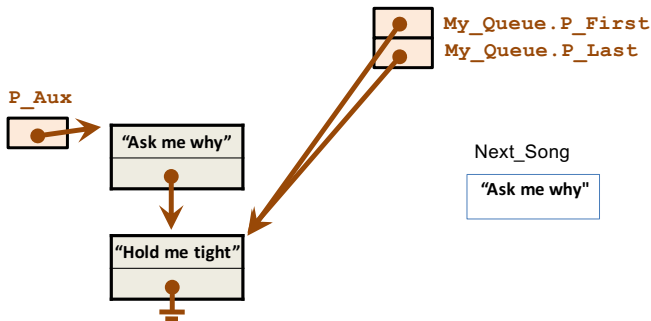 My_Queue.P_First
My_Queue.P_Last
P_Aux
“Ask me why”
Next_Song
“Ask me why"
“Hold me tight”